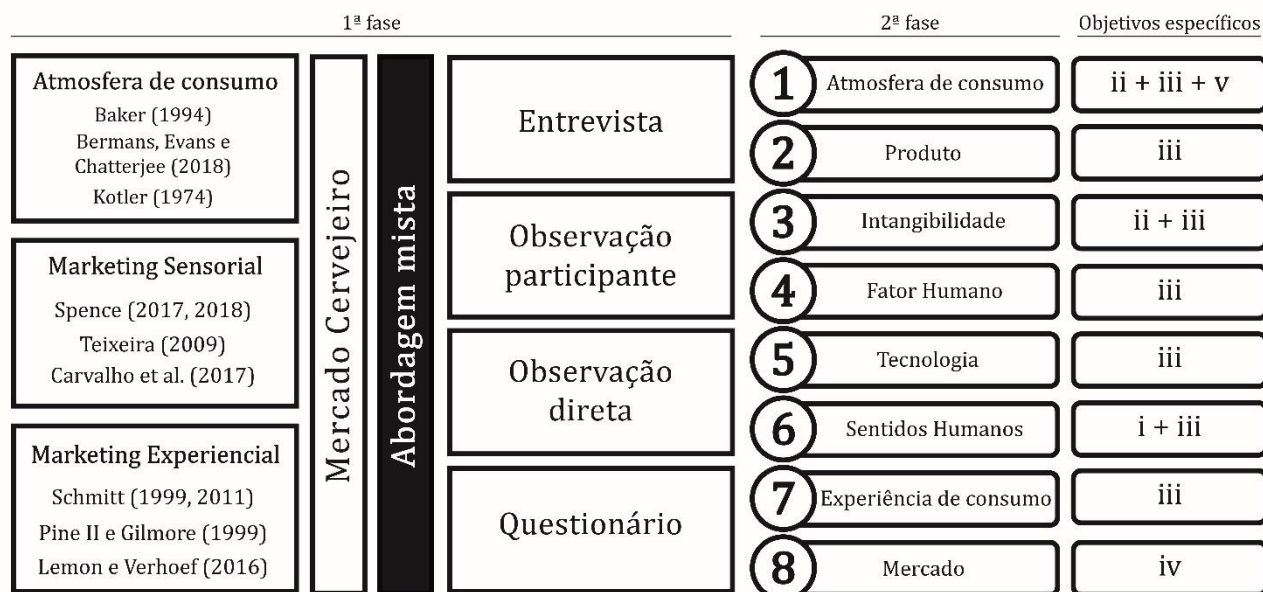 1ª fase
Atmosfera de consumo
Baker (1994)
Bermans, Evans e
Chatterjee (2018)
Kotler (1974)
Marketing Sensorial
Spence (2017, 2018)
Teixeira (2009)
Carvalho et al. (2017)
Marketing Experiencial
Schmitt (1999, 2011)
Pine II e Gilmore (1999)
Lemon e Verhoef (2016)
Mercado Cervejeiro
Abordagem mista
Entrevista
Observação
participante
Observação
direta
Questionário
2ª fase
Objetivos específicos
1 Atmosfera de consumo ii + iii + v
2 Produto iii
3 Intangibilidade ii + iii
4 Fator Humano iii
5 Tecnologia iii
6 Sentidos Humanos i + iii
7 Experiência de consumo iii
8 Mercado iv